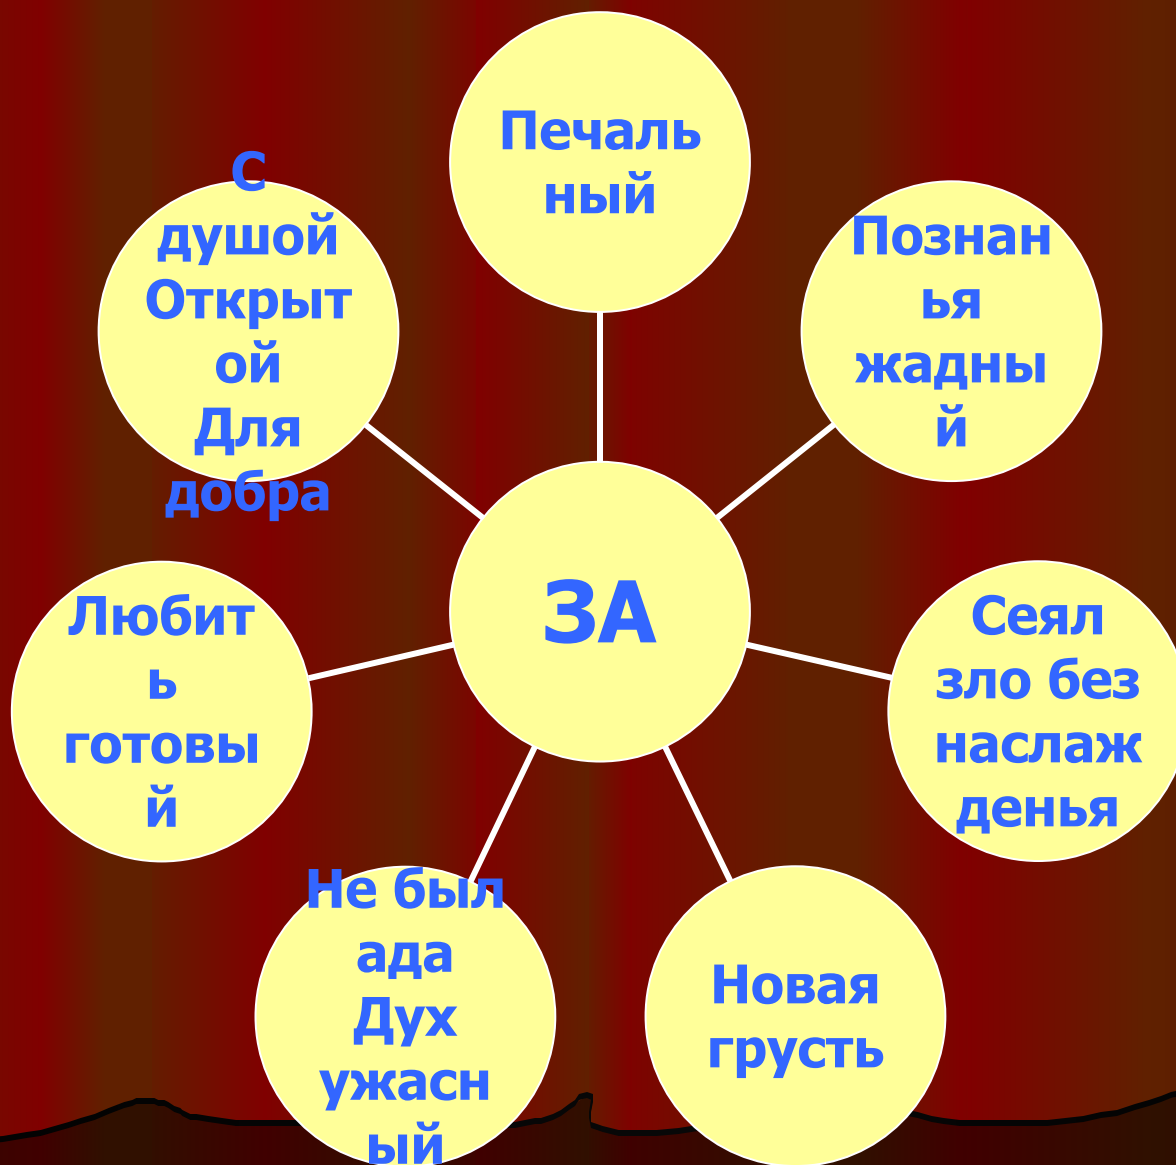 Печаль
ный
Познан
ья
жадны
й
Сеял
зло без
наслаж
денья
Новая
грусть
Не был
ада
Дух
ужасн
ый
Любит
ь
готовы
й
С
душой
Открыт
ой
Для
добра
ЗА